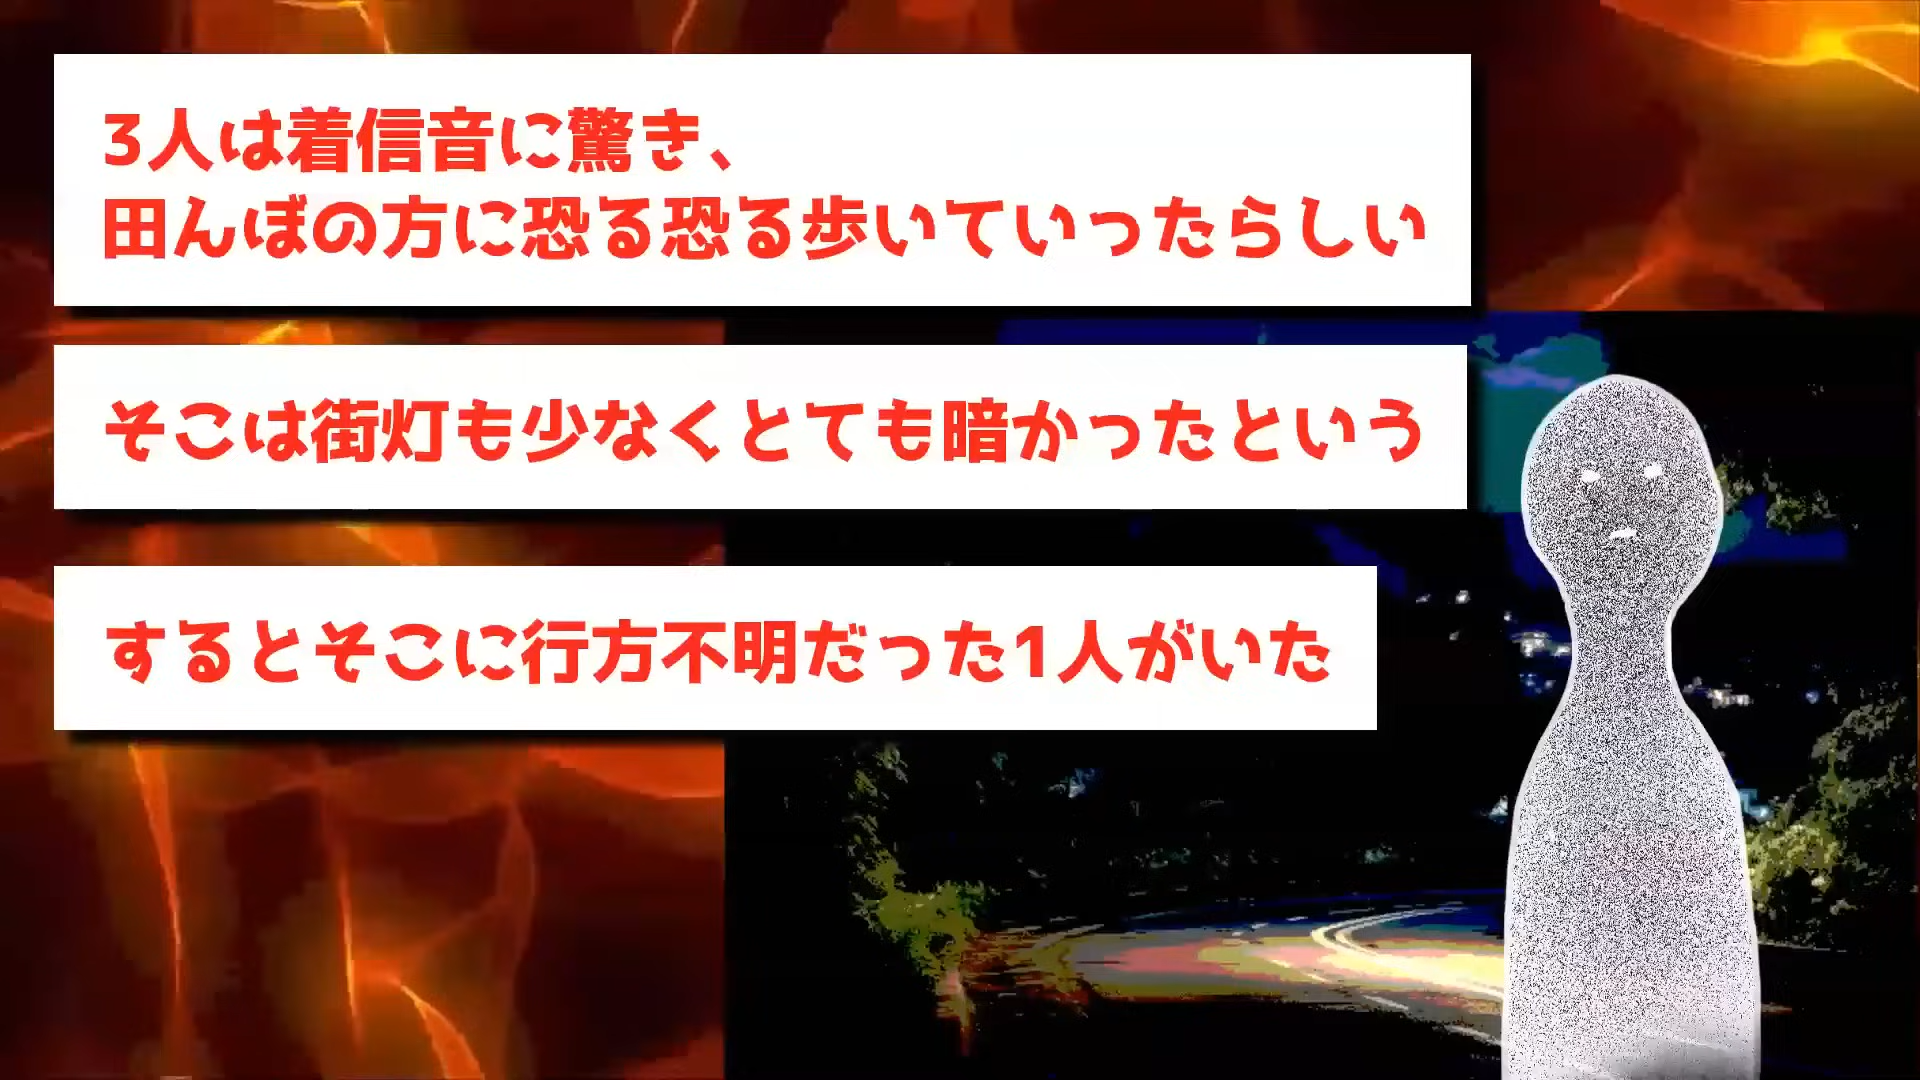 3人は着信音に驚き、
田んぼの方に恐る恐る歩いていったらしい
そこは街灯も少なくとても暗かったという
するとそこに行方不明だった1人がいた